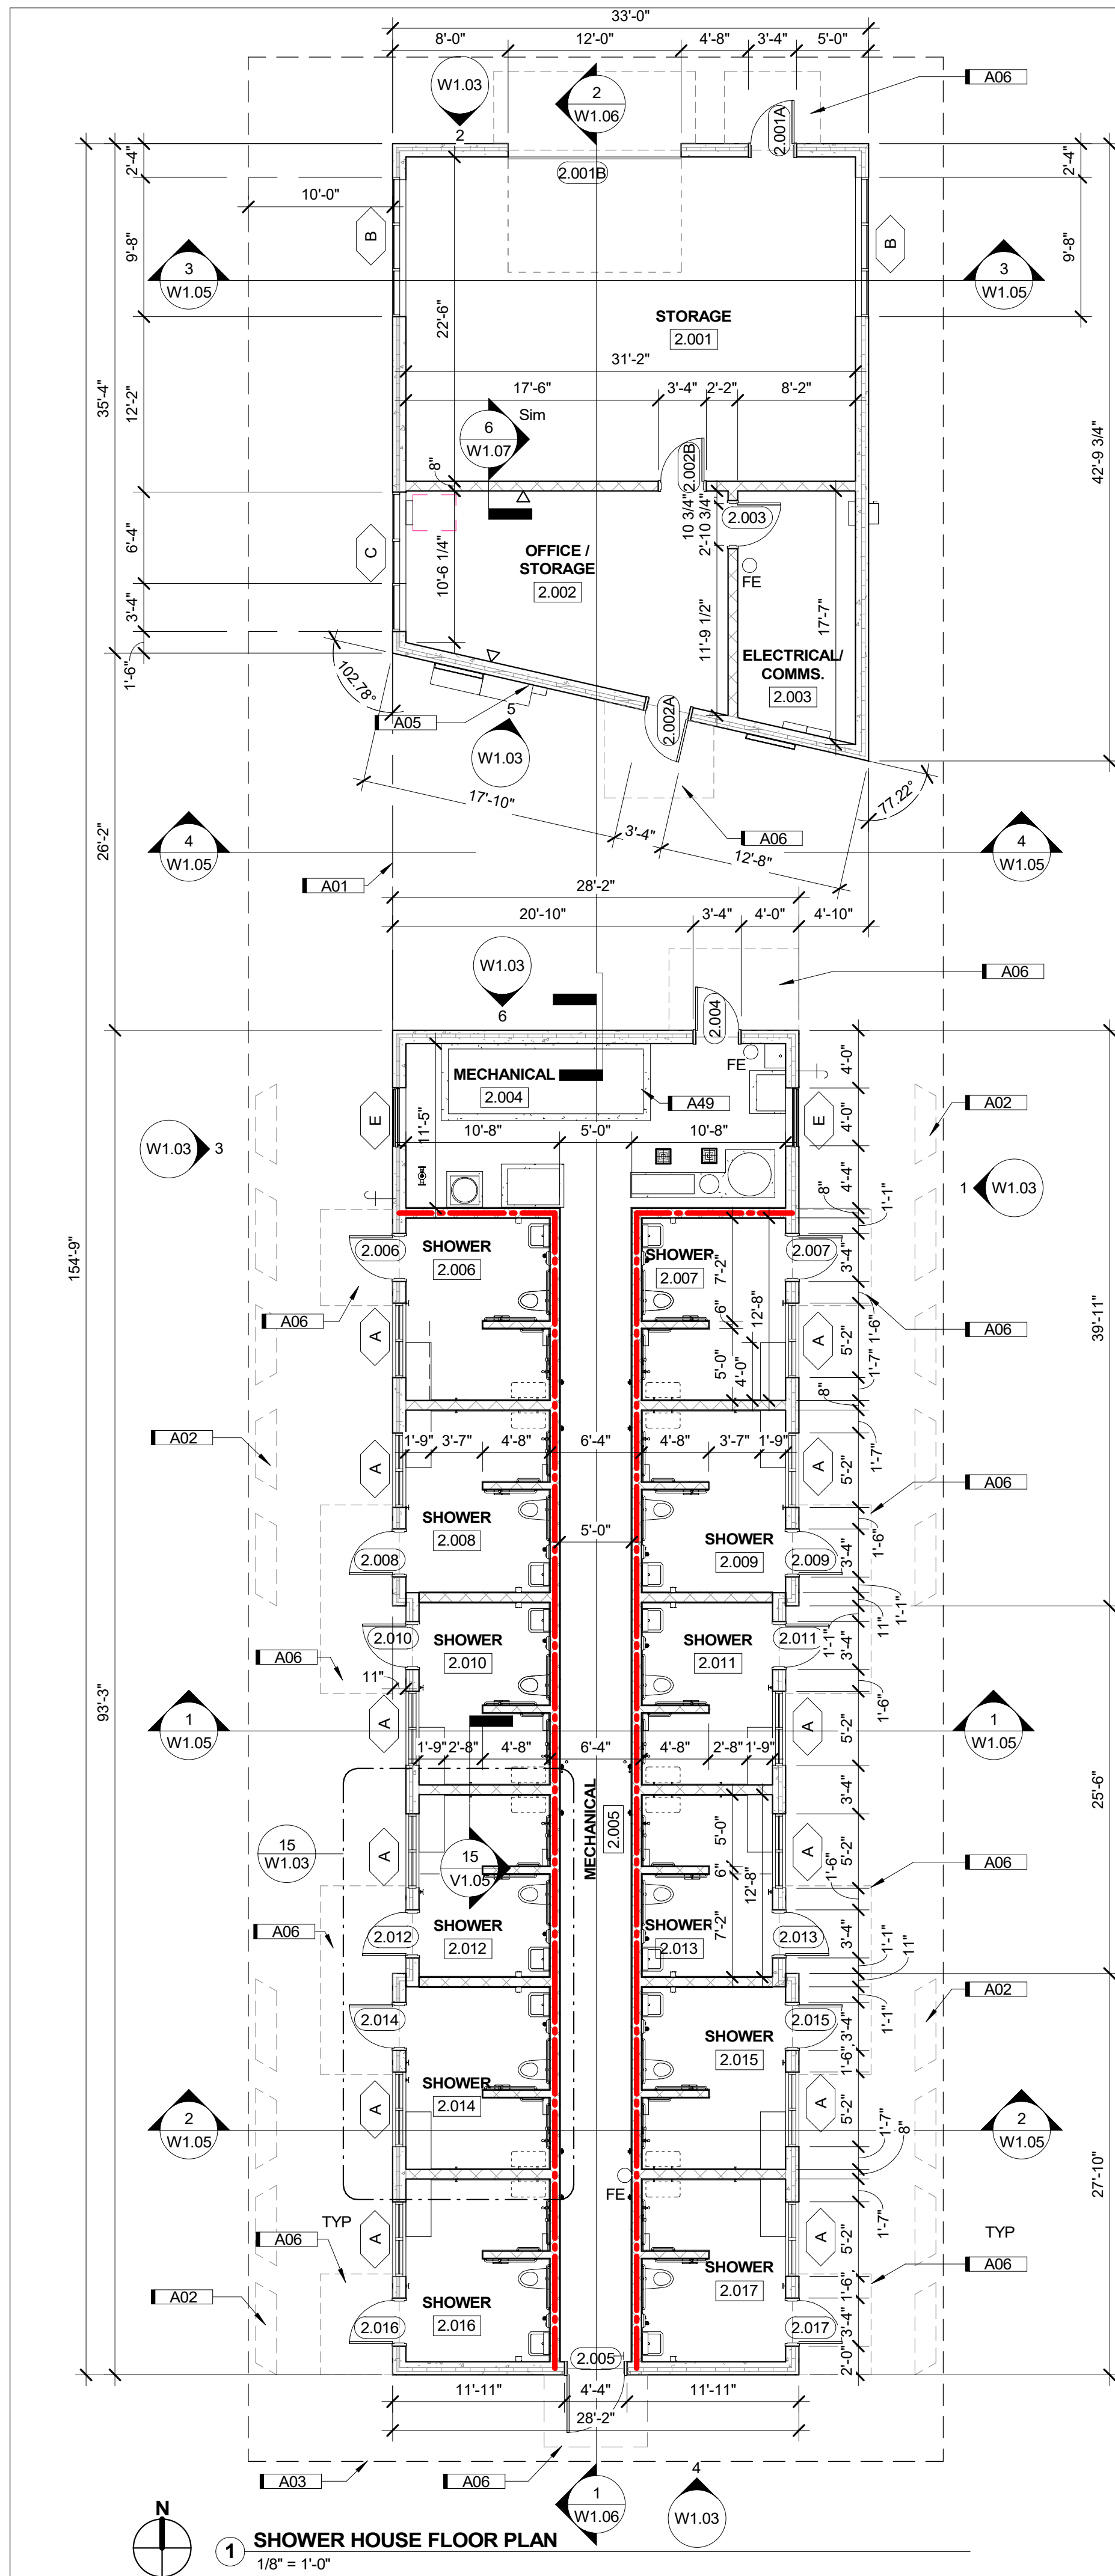 33'-0"
8'-0" 12'-0" 4'-8" 3'-4" 5'-0"
W1.03
2
2
W1.06
A06
2.001A
2.001B
2'-4"
2'-4"
10'-0"
B
B
9'-8"
9'-8"
3
W1.05
3
W1.05
22'-6"
STORAGE
2.001
31'-2"
17'-6" 3'-4" 2'-2" 8'-2"
35'-4"
12'-2"
42'-9 3/4"
6
W1.07
Sim
8"
2.002B
10 3/4"
2'-10 3/4"
2.003
6'-4"
C
10'-6 1/4"
OFFICE /
STORAGE
2.002
FE
3'-4"
11'-9 1/2"
17'-7"
ELECTRICAL/
COMMS.
2.003
1'-6"
102.78°
A05
5
W1.03
2.002A
77.22°
17'-10"
3'-4"
12'-8"
A06
26'-2"
4
W1.05
4
W1.05
A01
28'-2"
20'-10" 3'-4" 4'-0" 4'-10"
W1.03
6
A06
2.004
FE
MECHANICAL
2.004
A49
4'-0"
4'-0"
4'-4"
A02
E
E
11'-5"
10'-8" 5'-0" 10'-8"
W1.03
3
1
W1.03
8"
1'-1"
154'-9"
2.006
SHOWER
2.006
SHOWER
2.007
2.007
3'-4"
7'-2"
6"
12'-8"
5'-0"
4'-0"
A06
A06
A
A
5'-2"
1'-6"
1'-7"
8"
39'-11"
A02
1'-9" 3'-7" 4'-8" 6'-4" 4'-8" 3'-7" 1'-9"
A
A
5'-2"
1'-7"
A06
SHOWER
2.008
5'-0"
SHOWER
2.009
2.008
2.009
1'-6"
3'-4"
1'-1"
11"
2.010
SHOWER
2.010
SHOWER
2.011
2.011
1'-1"
3'-4"
A06
11"
1'-6"
93'-3"
1
W1.05
A
A
5'-2"
1
W1.05
1'-9" 2'-8" 4'-8" 6'-4" 4'-8" 2'-8" 1'-9"
3'-4"
25'-6"
MECHANICAL
2.005
15
W1.03
A
15
V1.05
5'-0"
6"
12'-8"
7'-2"
A
5'-2"
1'-6"
A06
A06
2.012
SHOWER
2.012
SHOWER
2.013
2.013
3'-4"
1'-1"
11"
A02
2.014
SHOWER
2.015
2.015
1'-1"
3'-4"
1'-6"
SHOWER
2.014
A
A
5'-2"
2
W1.05
2
W1.05
1'-7"
8"
27'-10"
FE
A06
TYP
A
A
5'-2"
1'-7"
TYP
A06
A02
SHOWER
2.016
SHOWER
2.017
2.016
2.017
1'-6"
3'-4"
2'-0"
2.005
11'-11" 4'-4" 11'-11"
28'-2"
A03
A06
1
W1.06
4
W1.03
N
1
SHOWER HOUSE FLOOR PLAN
1/8" = 1'-0"